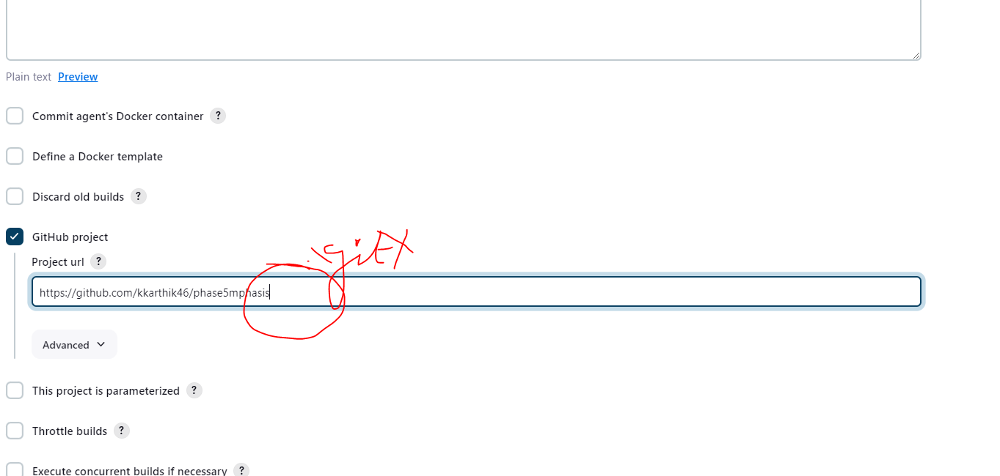 Plain text Preview
Commit agent's Docker container ?
Define a Docker template
Discard old builds ?
GitHub project
.git X
Project url ?
https://github.com/kkarthik46/phase5mphasis
Advanced
This project is parameterized ?
Throttle builds ?
Execute concurrent builds if necessary ?